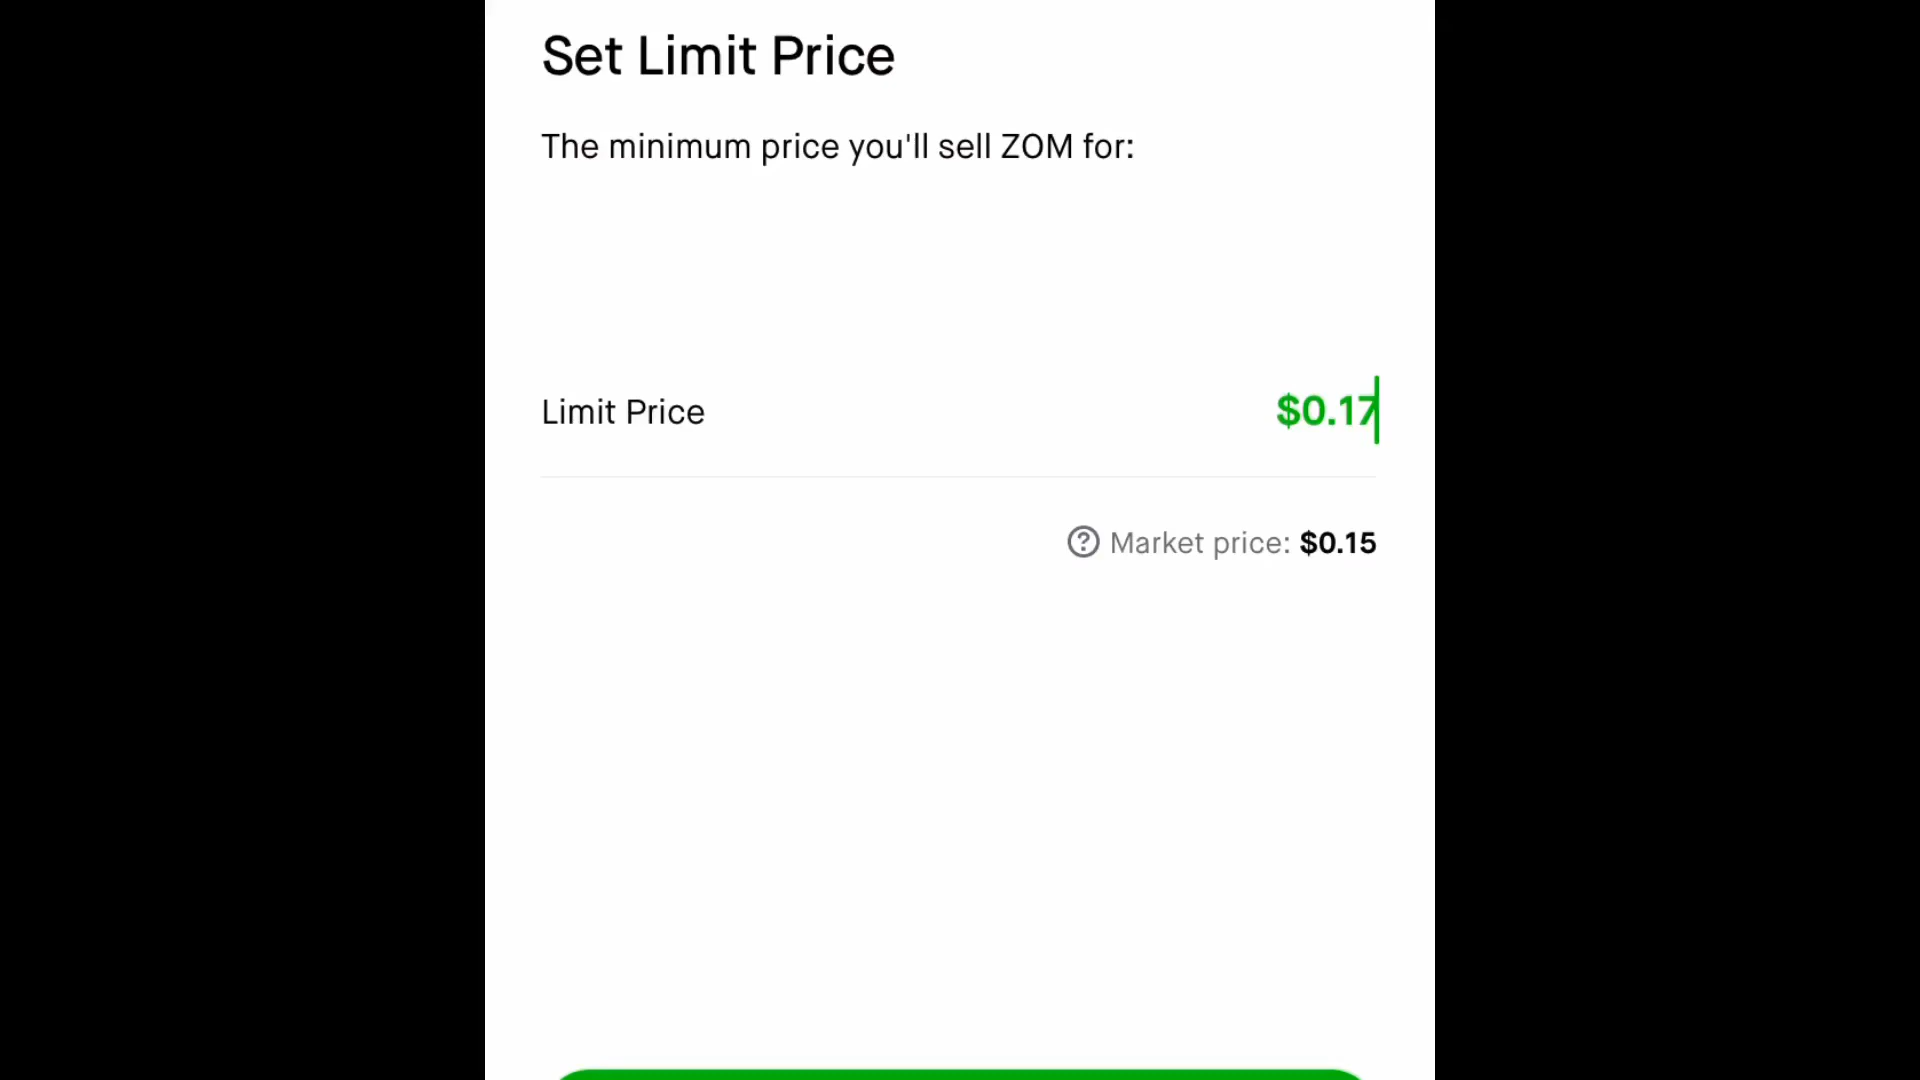 Set Limit Price
The minimum price you'll sell ZOM for:
Limit Price $0.17
Market price: $0.15